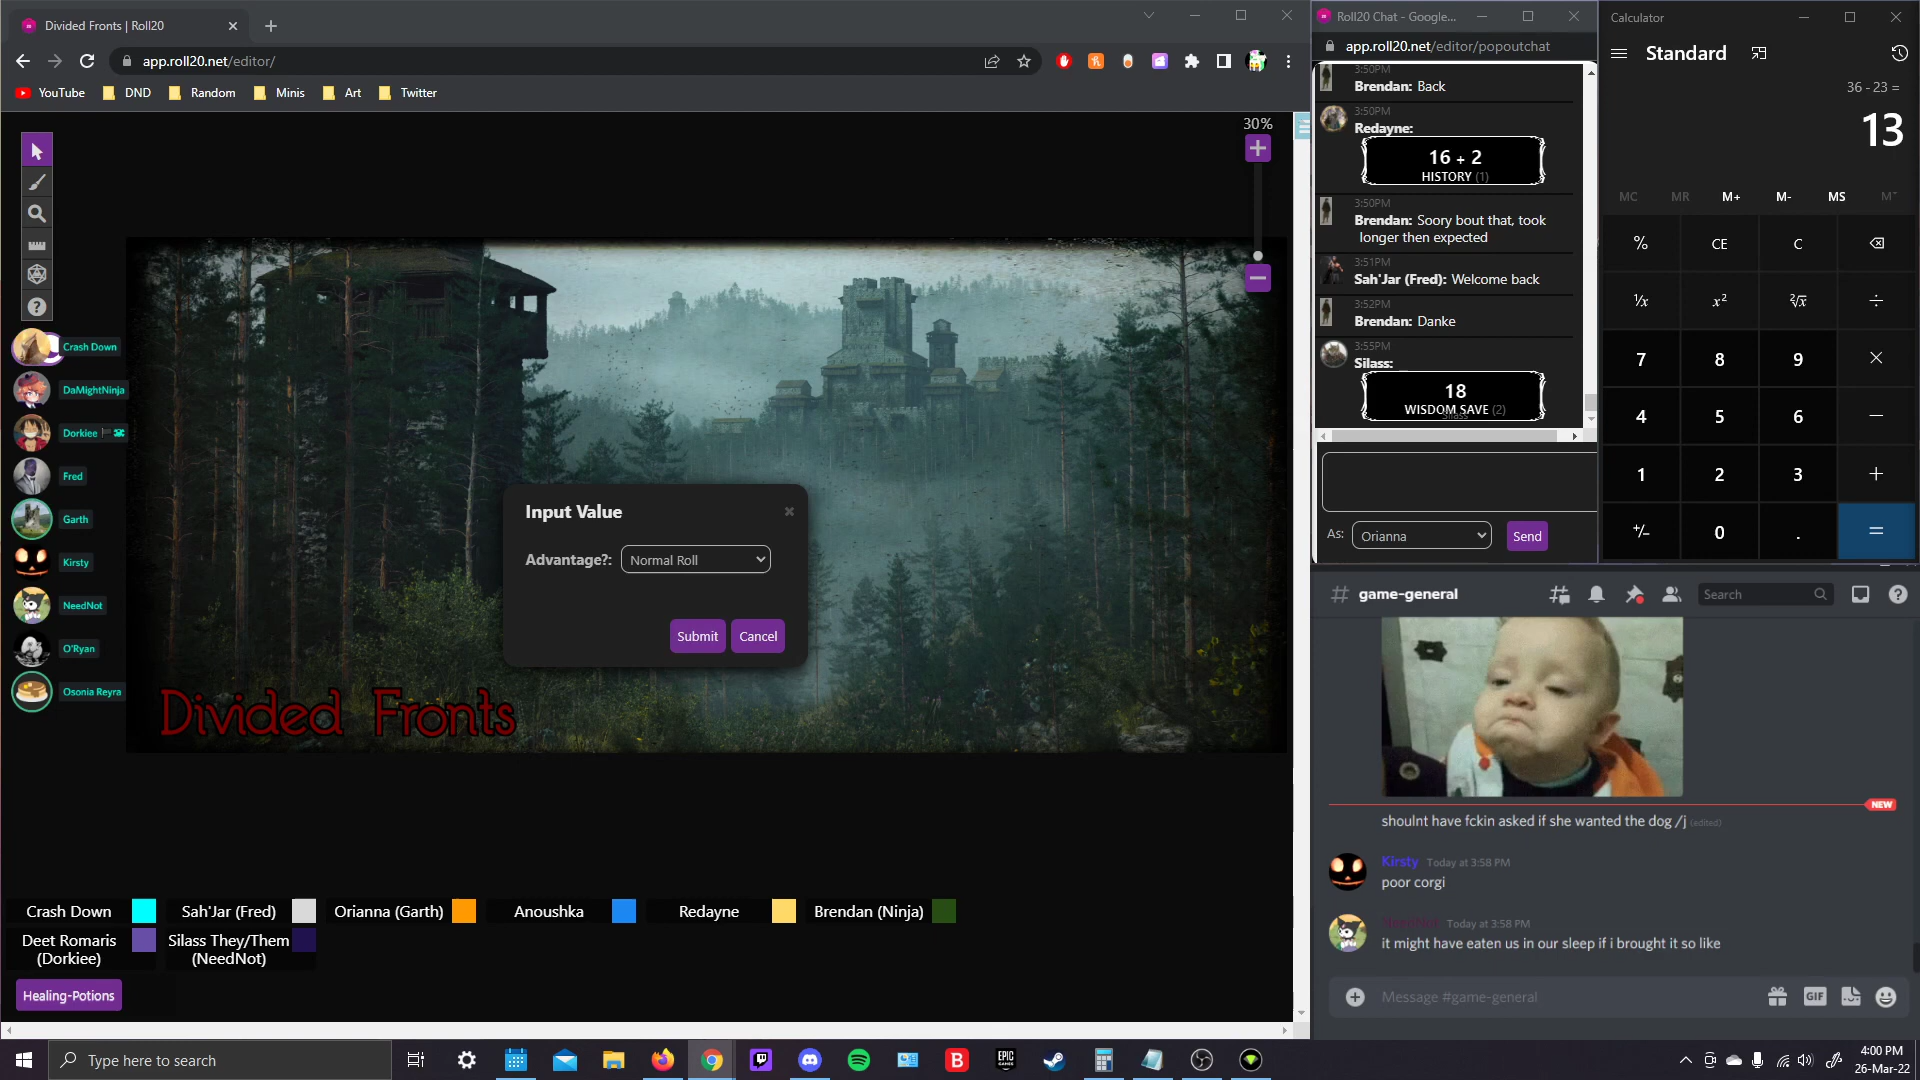 Divided Fronts | Roll20
app.roll20.net/editor/
YouTube
DND
Random
Minis
Art
Twitter
30%
Crash Down
DaMightNinja
Dorkiee
Fred
Garth
Kirsty
NeedNot
O'Ryan
Osonia Reyra
Input Value
Advantage?: Normal Roll
Submit
Cancel
Divided Fronts
Crash Down
Sah'Jar (Fred)
Orianna (Garth)
Anoushka
Redayne
Brendan (Ninja)
Deet Romaris
(Dorkiee)
Silass They/Them
(NeedNot)
Healing-Potions
Roll20 Chat - Google...
app.roll20.net/editor/popoutchat
3:50PM
Brendan: Back
3:50PM
Redayne:
16 + 2
HISTORY (1)
3:50PM
Brendan: Soory bout that, took
longer then expected
3:51PM
Sah'Jar (Fred): Welcome back
3:52PM
Brendan: Danke
3:55PM
Silass:
18
WISDOM SAVE (2)
Silass
As: Orianna
Send
Calculator
Standard
36 - 23 =
13
MC MR M+ M- MS M˅
% CE C
¹/x x² ²√x ÷
7 8 9 ×
4 5 6 −
1 2 3 +
+/− 0 . =
# game-general
Search
NEW
shoulnt have fckin asked if she wanted the dog /j (edited)
Kirsty Today at 3:58 PM
poor corgi
NeedNot Today at 3:58 PM
it might have eaten us in our sleep if i brought it so like
Message #game-general
GIF
Type here to search
EPIC
GAMES
4:00 PM
26-Mar-22